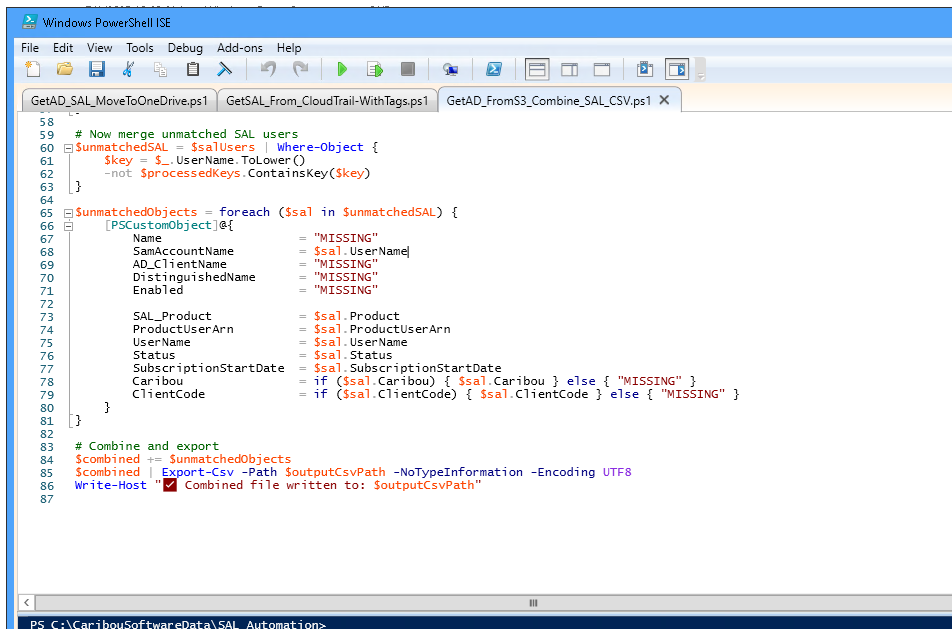 Windows PowerShell ISE
File Edit View Tools Debug Add-ons Help
GetAD_SAL_MoveToOneDrive.ps1 GetSAL_From_CloudTrail-WithTags.ps1 GetAD_FromS3_Combine_SAL_CSV.ps1
58
59 # Now merge unmatched SAL users
60 $unmatchedSAL = $salUsers | Where-Object {
61 $key = $_.UserName.ToLower()
62 -not $processedKeys.ContainsKey($key)
63 }
64
65 $unmatchedObjects = foreach ($sal in $unmatchedSAL) {
66 [PSCustomObject]@{
67 Name = "MISSING"
68 SamAccountName = $sal.UserName
69 AD_ClientName = "MISSING"
70 DistinguishedName = "MISSING"
71 Enabled = "MISSING"
72
73 SAL_Product = $sal.Product
74 ProductUserArn = $sal.ProductUserArn
75 UserName = $sal.UserName
76 Status = $sal.Status
77 SubscriptionStartDate = $sal.SubscriptionStartDate
78 Caribou = if ($sal.Caribou) { $sal.Caribou } else { "MISSING" }
79 ClientCode = if ($sal.ClientCode) { $sal.ClientCode } else { "MISSING" }
80 }
81 }
82
83 # Combine and export
84 $combined += $unmatchedObjects
85 $combined | Export-Csv -Path $outputCsvPath -NoTypeInformation -Encoding UTF8
86 Write-Host "✅ Combined file written to: $outputCsvPath"
87
PS C:\CaribouSoftwareData\SAL Automation>